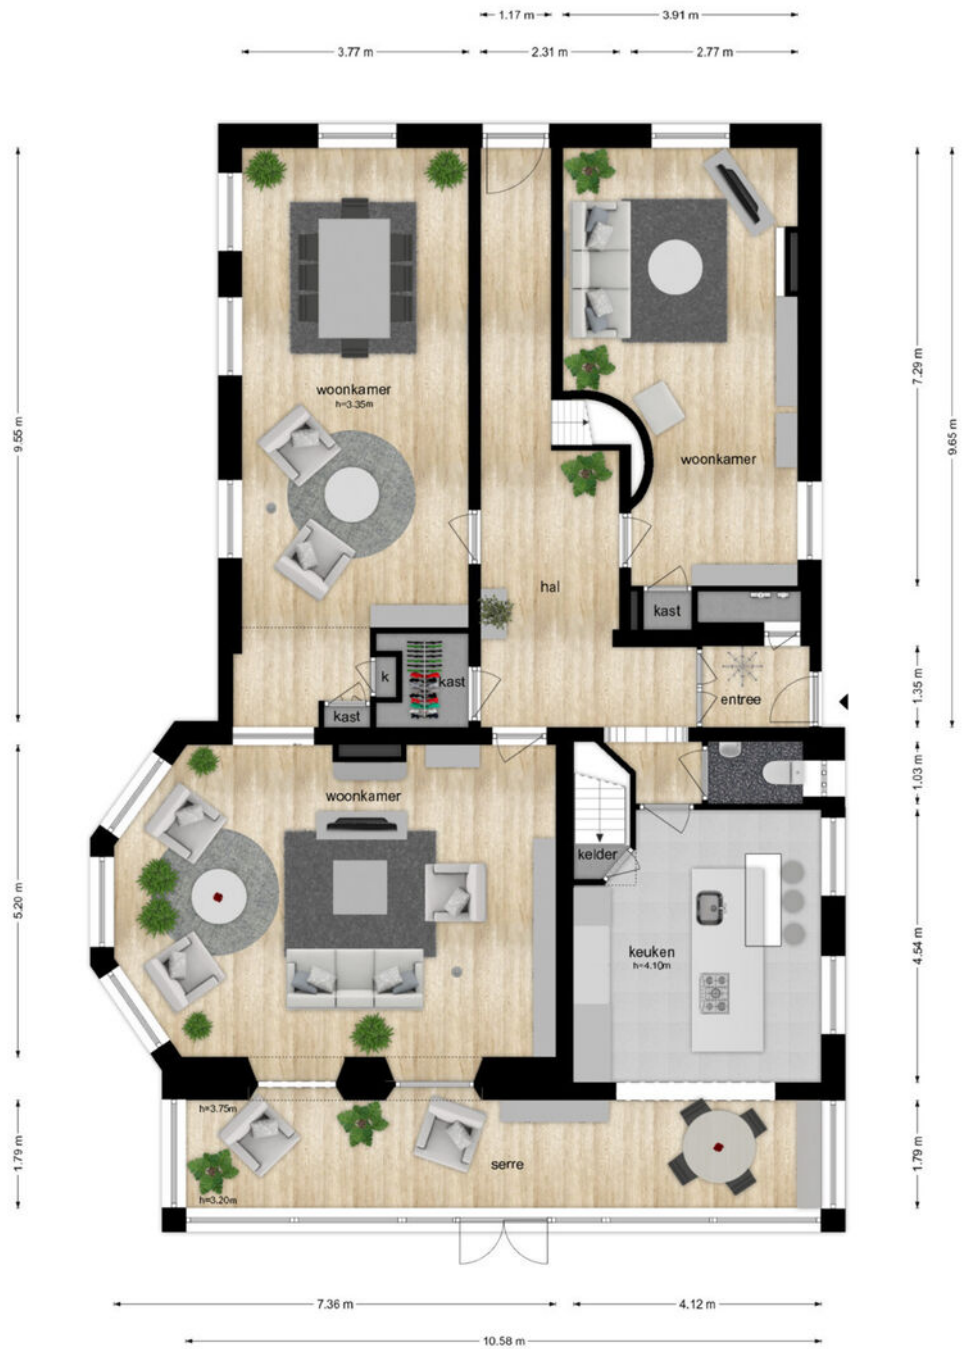 1.17 m
3.91 m
3.77 m
2.31 m
2.77 m
9.55 m
7.29 m
9.65 m
woonkamer
h=3.35m
woonkamer
hal
kast
k
kast
kast
entree
1.35 m
1.03 m
woonkamer
kelder
5.20 m
keuken
h=4.10m
4.54 m
h=3.75m
serre
h=3.20m
1.79 m
1.79 m
7.36 m
4.12 m
10.58 m